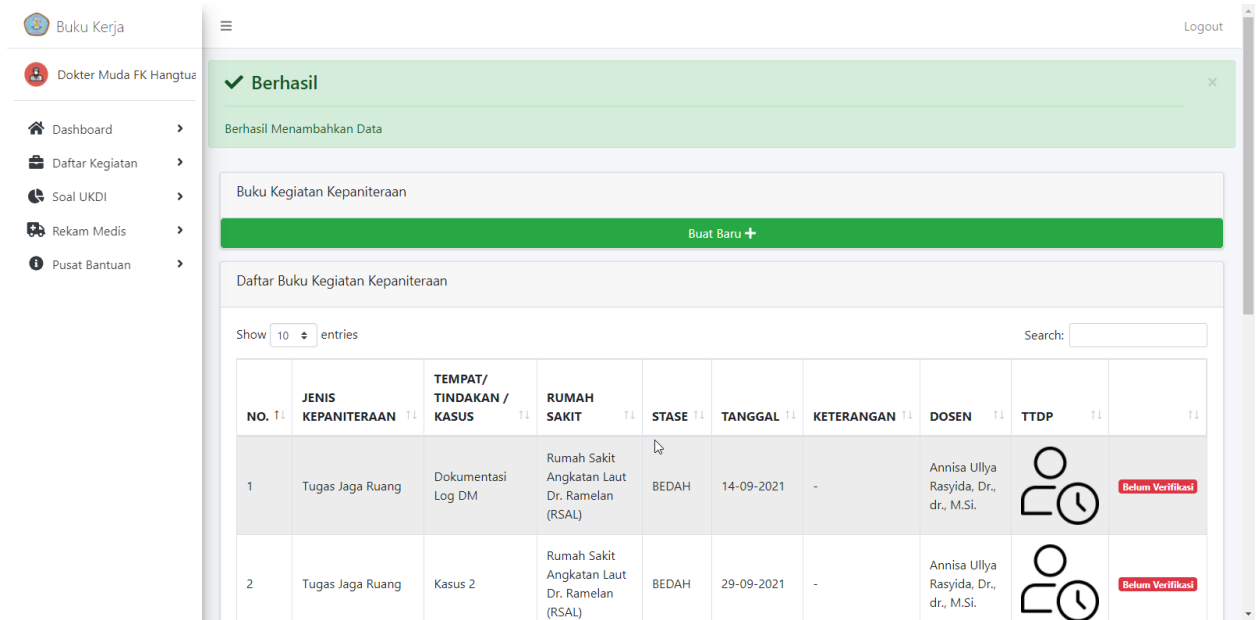 Buku Kerja
Logout
Dokter Muda FK Hangtua
Dashboard
Daftar Kegiatan
Soal UKDI
Rekam Medis
Pusat Bantuan
Berhasil
×
Berhasil Menambahkan Data
Buku Kegiatan Kepaniteraan
Buat Baru
Daftar Buku Kegiatan Kepaniteraan
Show 10 entries
Search:
NO.
JENIS
KEPANITERAAN
TEMPAT/
TINDAKAN /
KASUS
RUMAH
SAKIT
STASE
TANGGAL
KETERANGAN
DOSEN
TTDP
1
Tugas Jaga Ruang
Dokumentasi
Log DM
Rumah Sakit
Angkatan Laut
Dr. Ramelan
(RSAL)
BEDAH
14-09-2021
-
Annisa Ullya
Rasyida, Dr.,
dr., M.Si.
Belum Verifikasi
2
Tugas Jaga Ruang
Kasus 2
Rumah Sakit
Angkatan Laut
Dr. Ramelan
(RSAL)
BEDAH
29-09-2021
-
Annisa Ullya
Rasyida, Dr.,
dr., M.Si.
Belum Verifikasi